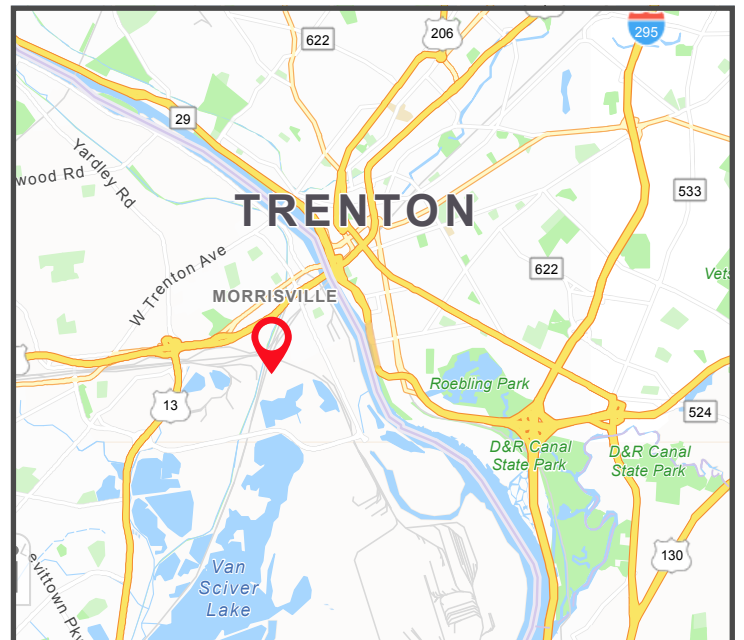 295
206
622
29
Yardley Rd
wood Rd
533
TRENTON
W Trenton Ave
622
Vets
MORRISVILLE
Roebling Park
13
524
D&R Canal
State Park
D&R Canal
State Park
130
evittown Pkw
Van
Sciver
Lake